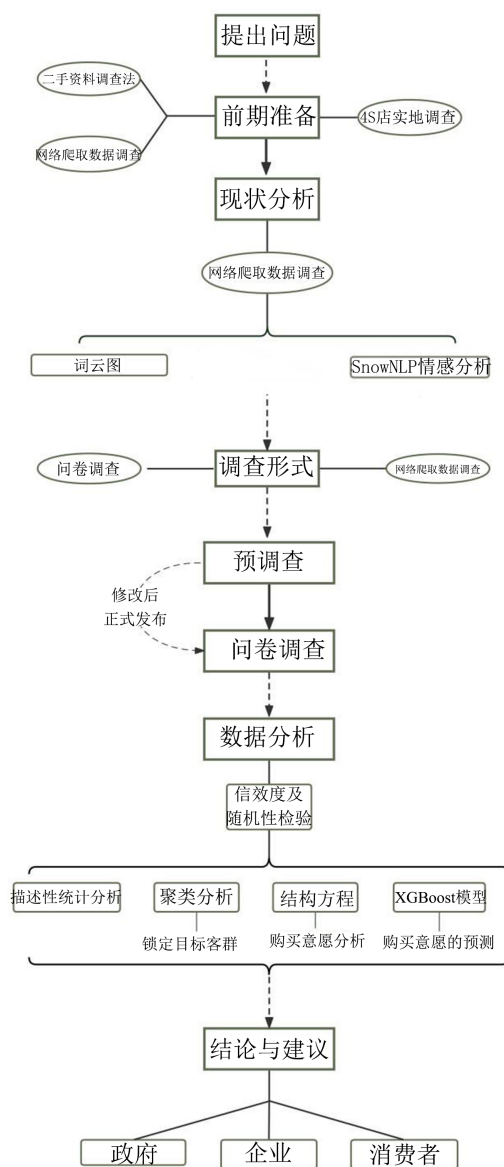 提出问题
二手资料调查法
前期准备
4S店实地调查
网络爬取数据调查
现状分析
网络爬取数据调查
词云图
SnowNLP情感分析
问卷调查
调查形式
网络爬取数据调查
预调查
修改后
正式发布
问卷调查
数据分析
信效度及
随机性检验
描述性统计分析
聚类分析
结构方程
XGBoost模型
锁定目标客群
购买意愿分析
购买意愿的预测
结论与建议
政府
企业
消费者